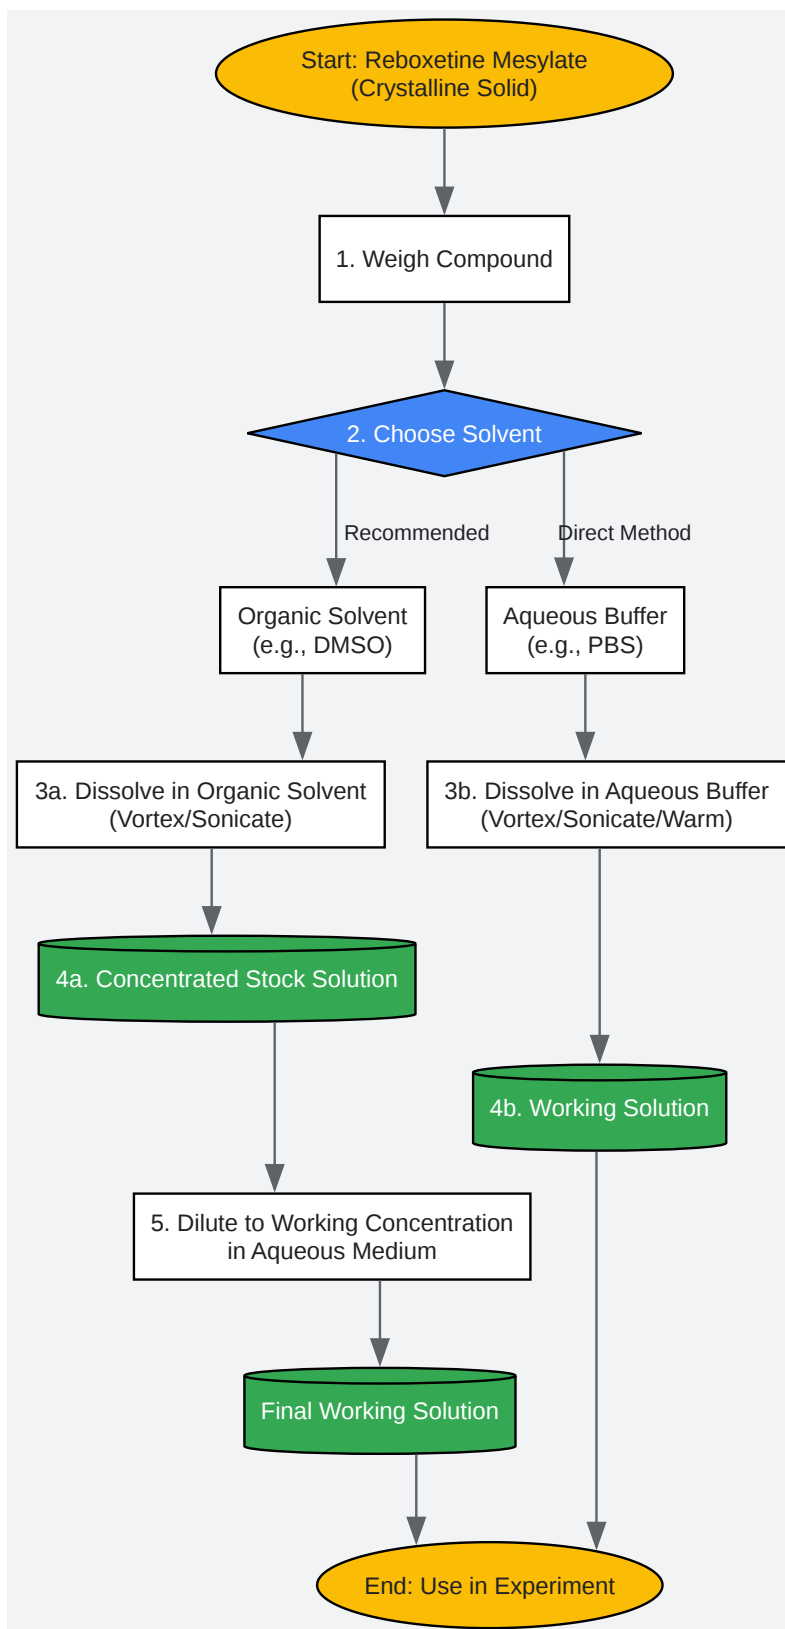 Start: Reboxetine Mesylate
(Crystalline Solid)
1. Weigh Compound
2. Choose Solvent
Recommended
Direct Method
Organic Solvent
(e.g., DMSO)
Aqueous Buffer
(e.g., PBS)
3a. Dissolve in Organic Solvent
(Vortex/Sonicate)
3b. Dissolve in Aqueous Buffer
(Vortex/Sonicate/Warm)
4a. Concentrated Stock Solution
4b. Working Solution
5. Dilute to Working Concentration
in Aqueous Medium
Final Working Solution
End: Use in Experiment